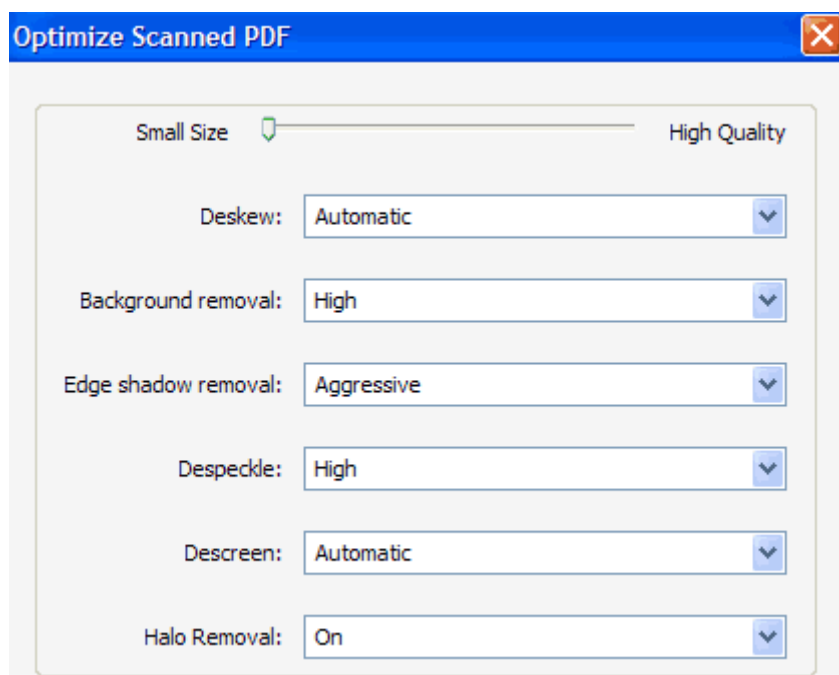 Optimize Scanned PDF
Small Size High Quality
Deskew: Automatic
Background removal: High
Edge shadow removal: Aggressive
Despeckle: High
Descreen: Automatic
Halo Removal: On